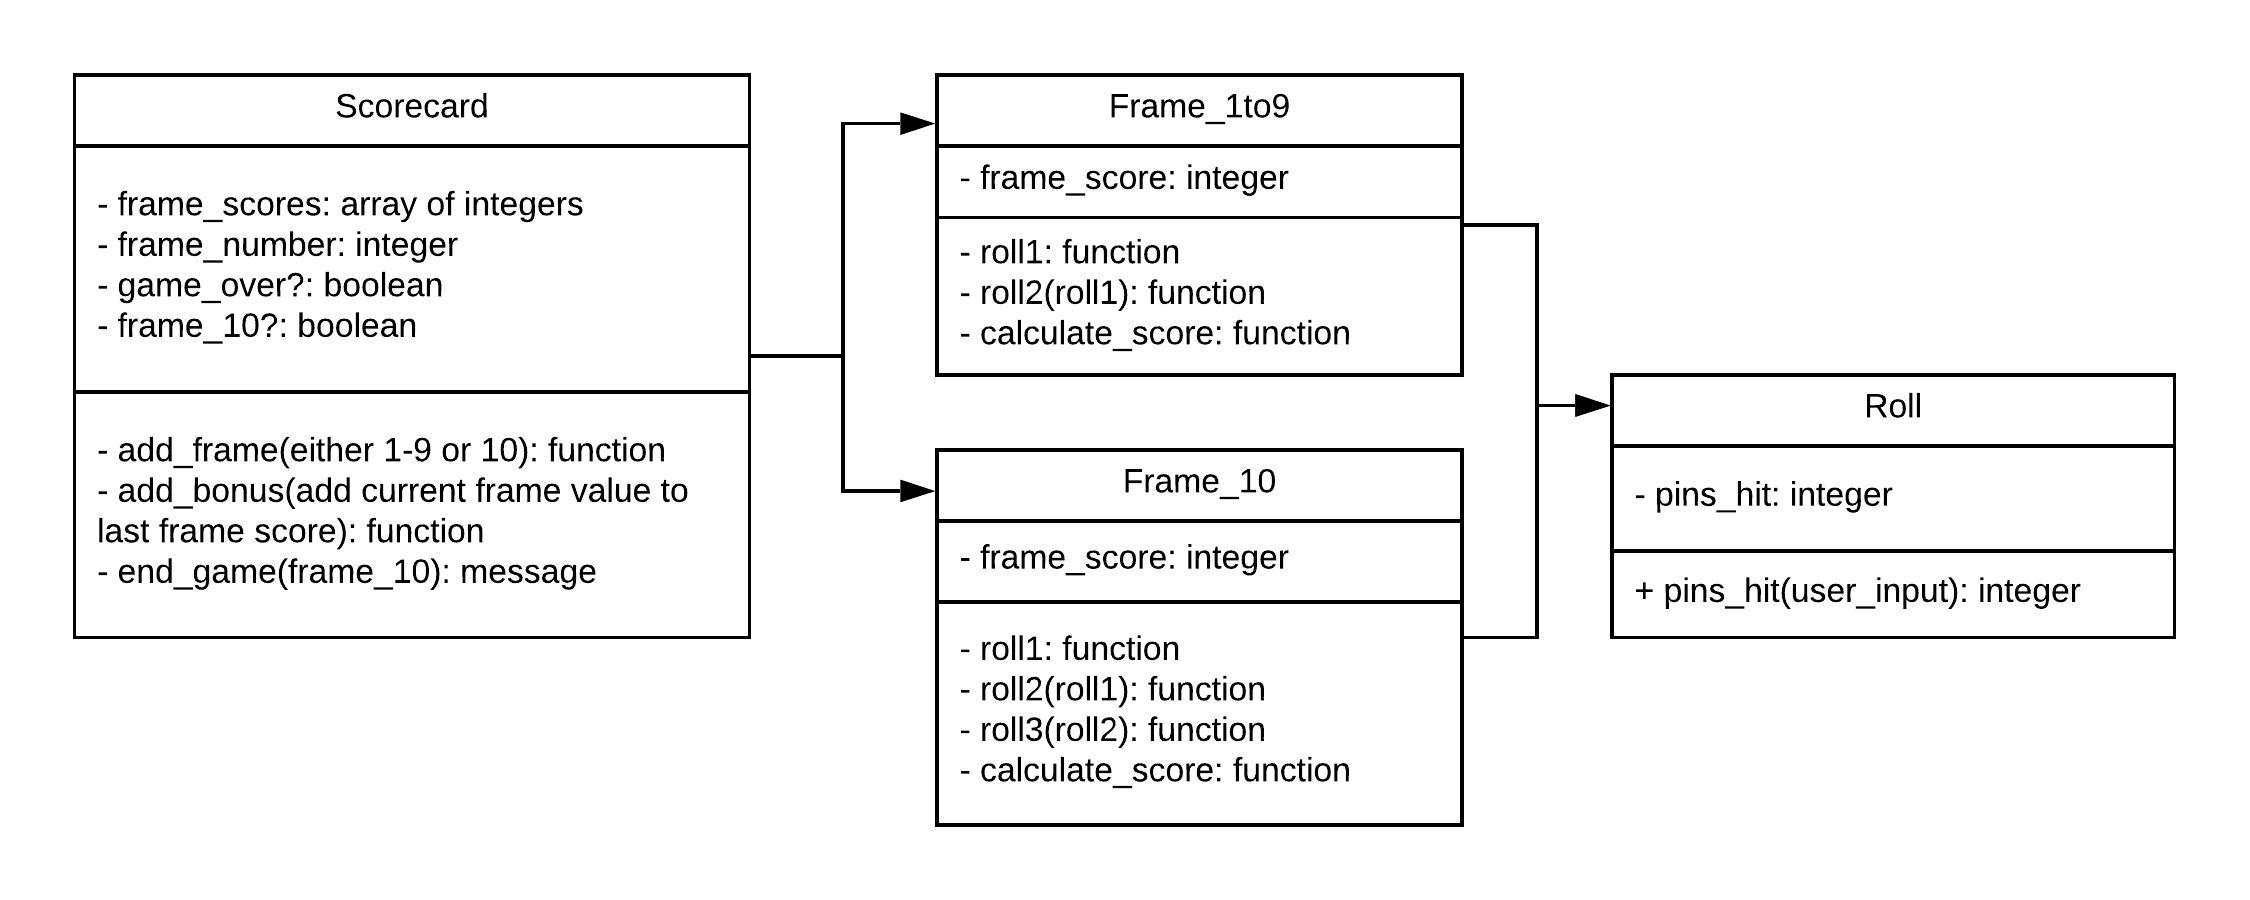 Scorecard
- frame_scores: array of integers
- frame_number: integer
- game_over?: boolean
- frame_10?: boolean
- add_frame(either 1-9 or 10): function
- add_bonus(add current frame value to
last frame score): function
- end_game(frame_10): message
Frame_1to9
- frame_score: integer
- roll1: function
- roll2(roll1): function
- calculate_score: function
Frame_10
- frame_score: integer
- roll1: function
- roll2(roll1): function
- roll3(roll2): function
- calculate_score: function
Roll
- pins_hit: integer
+ pins_hit(user_input): integer